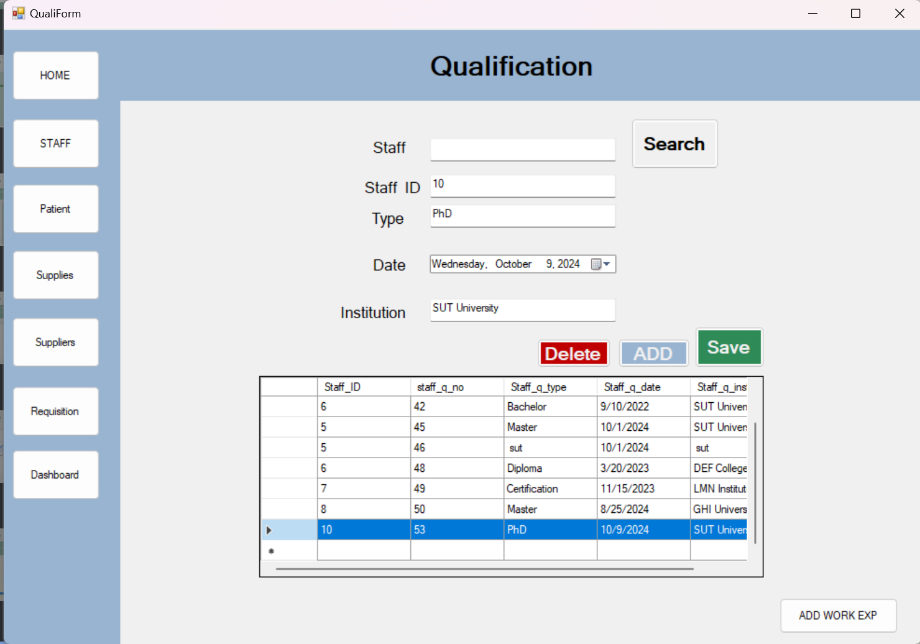 QualiForm
Qualification
HOME
STAFF
Patient
Supplies
Suppliers
Requisition
Dashboard
Staff
Search
Staff ID 10
Type PhD
Date Wednesday, October 9, 2024
Institution SUT University
Delete ADD Save
Staff_ID staff_q_no Staff_q_type Staff_q_date Staff_q_ins
6 42 Bachelor 9/10/2022 SUT Univer
5 45 Master 10/1/2024 SUT Univer
5 46 sut 10/1/2024 sut
6 48 Diploma 3/20/2023 DEF College
7 49 Certification 11/15/2023 LMN Institut
8 50 Master 8/25/2024 GHI Univers
10 53 PhD 10/9/2024 SUT Univer
ADD WORK EXP